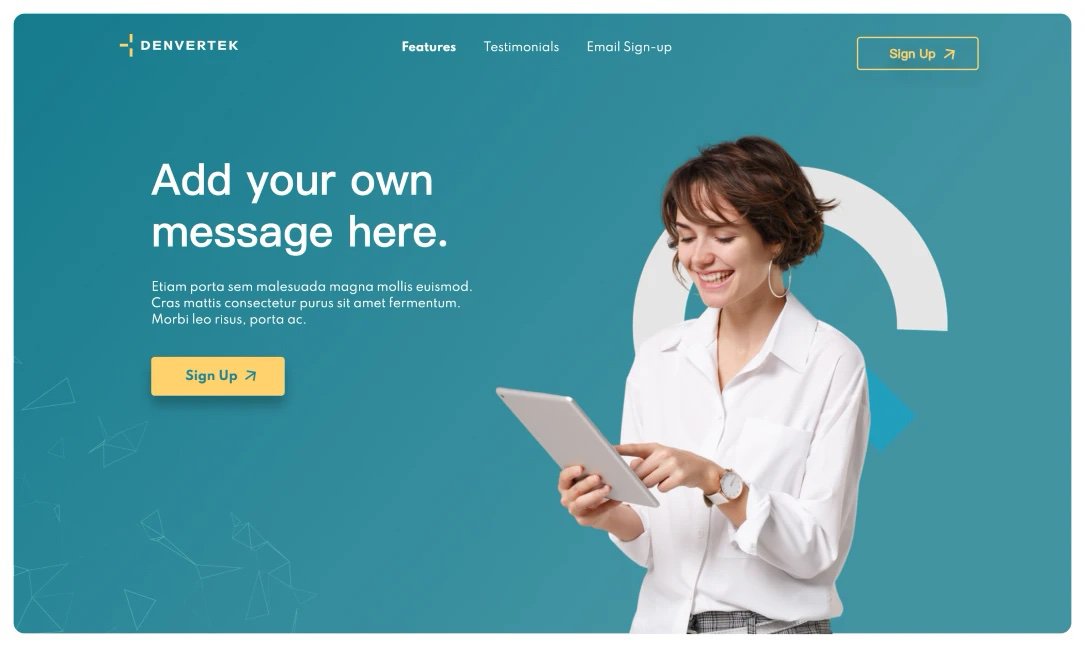 DENVERTEK
Features
Testimonials
Email Sign-up
Sign Up
Add your own
message here.
Etiam porta sem malesuada magna mollis euismod.
Cras mattis consectetur purus sit amet fermentum.
Morbi leo risus, porta ac.
Sign Up